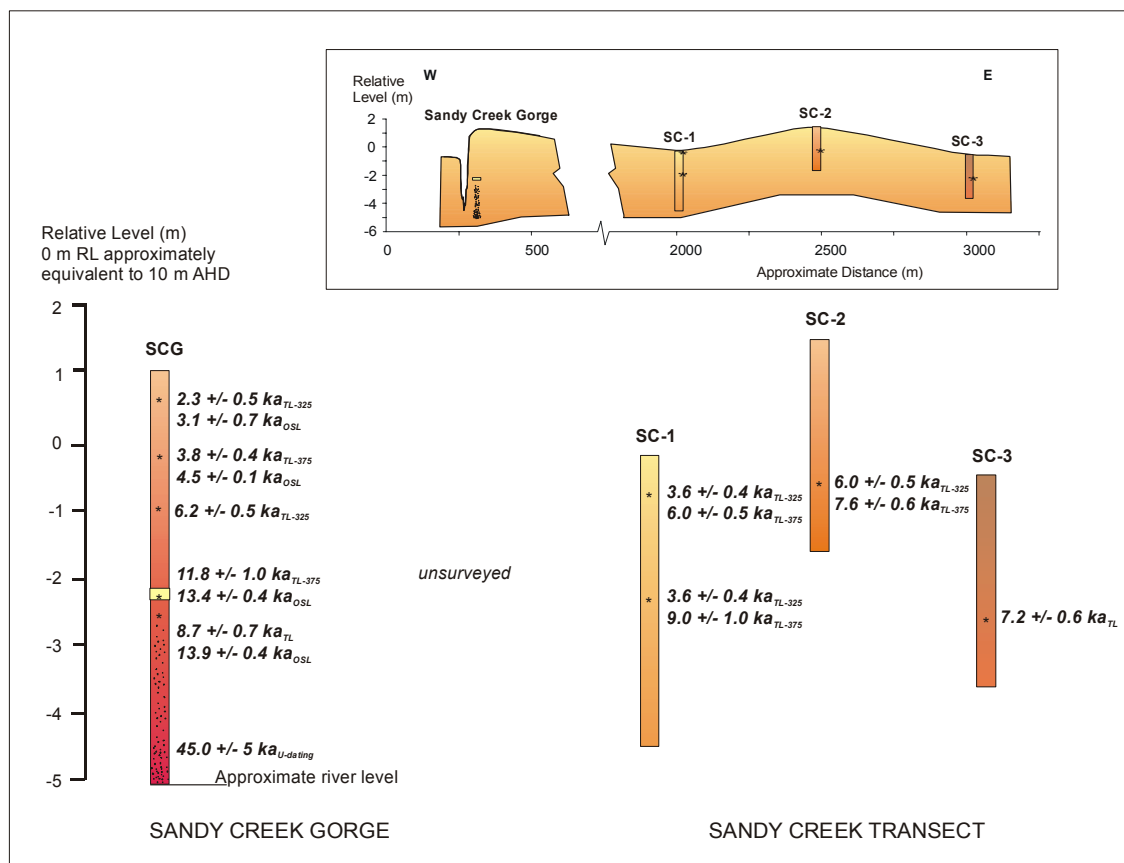 W
E
Relative
Level (m)
Sandy Creek Gorge
SC-1
SC-2
SC-3
2
0
-2
-4
-6
0
500
2000
2500
3000
Approximate Distance (m)
Relative Level (m)
0 m RL approximately
equivalent to 10 m AHD
2
1
0
-1
-2
-3
-4
-5
SCG
* 2.3 +/- 0.5 ka TL-325
3.1 +/- 0.7 ka OSL
* 3.8 +/- 0.4 ka TL-375
4.5 +/- 0.1 ka OSL
* 6.2 +/- 0.5 ka TL-325
11.8 +/- 1.0 ka TL-375
* 13.4 +/- 0.4 ka OSL
*
8.7 +/- 0.7 ka TL
13.9 +/- 0.4 ka OSL
45.0 +/- 5 ka U-dating
Approximate river level
unsurveyed
SC-1
* 3.6 +/- 0.4 ka TL-325
6.0 +/- 0.5 ka TL-375
* 3.6 +/- 0.4 ka TL-325
9.0 +/- 1.0 ka TL-375
SC-2
* 6.0 +/- 0.5 ka TL-325
7.6 +/- 0.6 ka TL-375
SC-3
* 7.2 +/- 0.6 ka TL
SANDY CREEK GORGE
SANDY CREEK TRANSECT